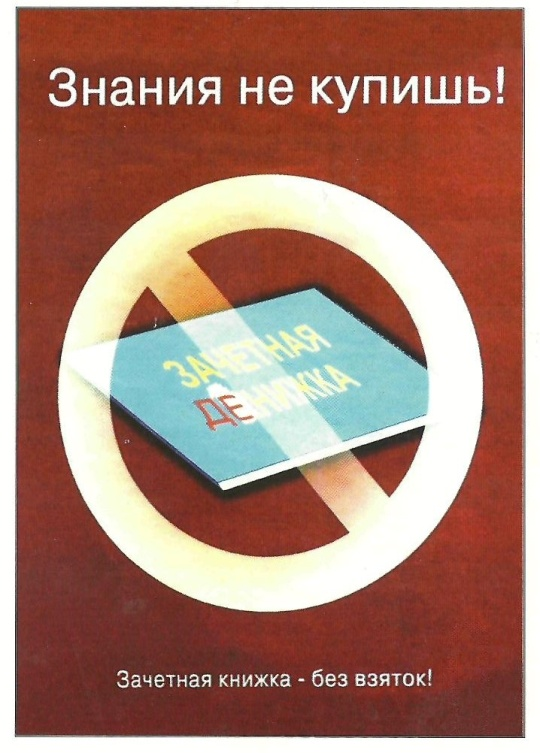 Знания не купишь!
ЗАЧЕТНАЯ
ДЕНИЖКА
Зачетная книжка - без взяток!